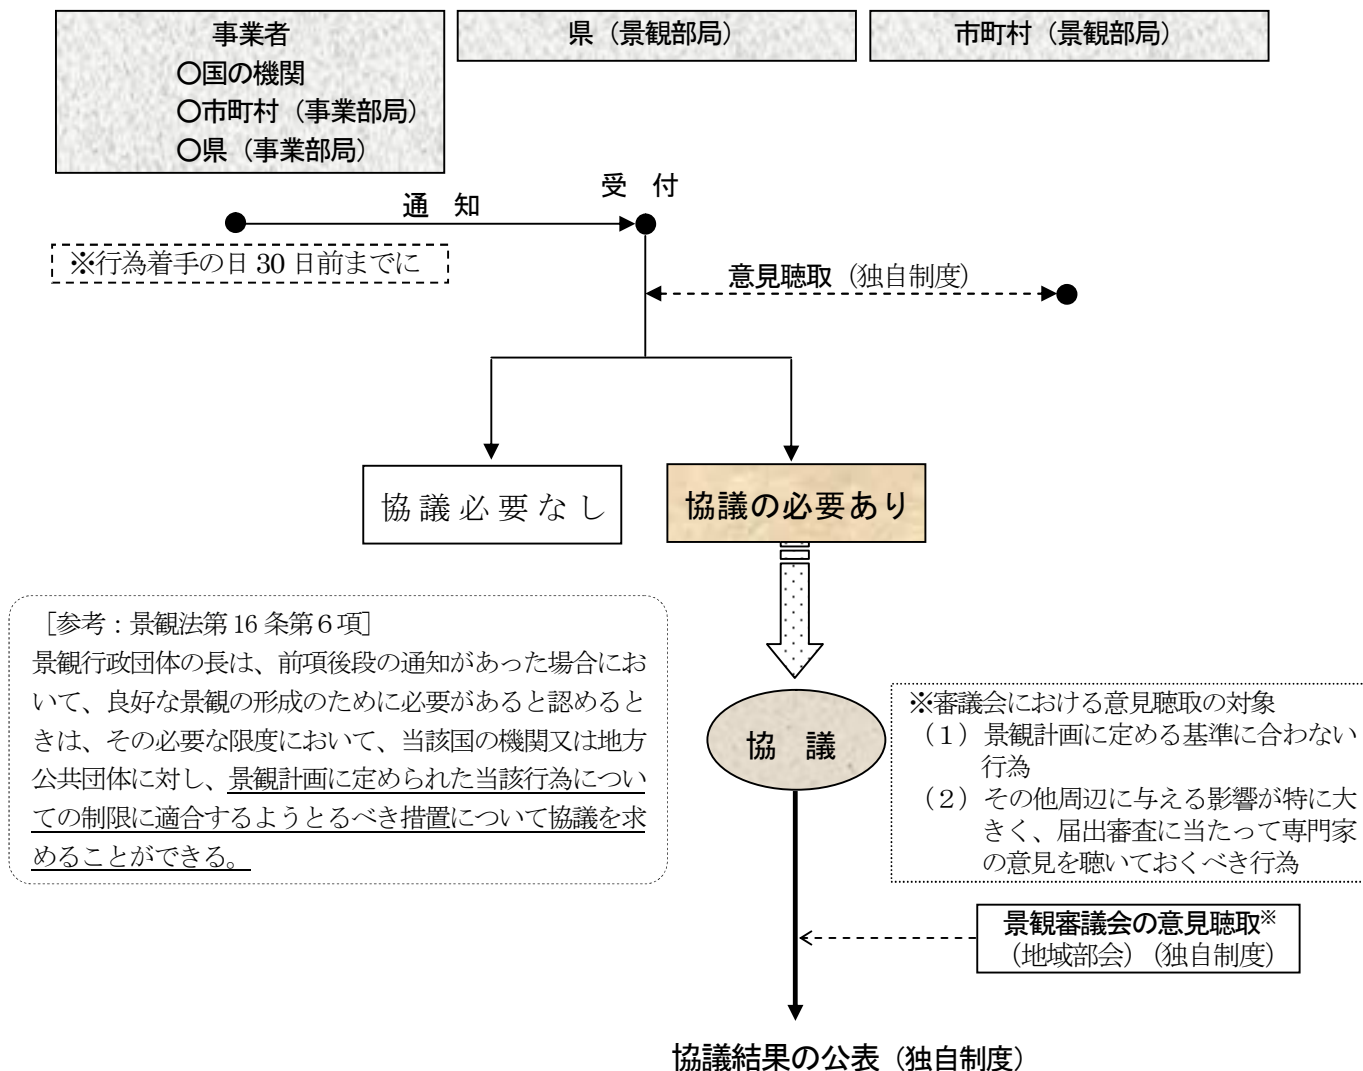 事業者
○国の機関
○市町村（事業部局）
○県（事業部局）
県（景観部局）
市町村（景観部局）
通　知
受　付
※行為着手の日 30 日前までに
意見聴取（独自制度）
協議必要なし
協議の必要あり
［参考：景観法第 16 条第６項］
景観行政団体の長は、前項後段の通知があった場合にお
いて、良好な景観の形成のために必要があると認めると
きは、その必要な限度において、当該国の機関又は地方
公共団体に対し、景観計画に定められた当該行為につい
ての制限に適合するようとるべき措置について協議を求
めることができる。
協　議
※審議会における意見聴取の対象
（１）景観計画に定める基準に合わない
行為
（２）その他周辺に与える影響が特に大
きく、届出審査に当たって専門家
の意見を聴いておくべき行為
景観審議会の意見聴取※
（地域部会）（独自制度）
協議結果の公表（独自制度）